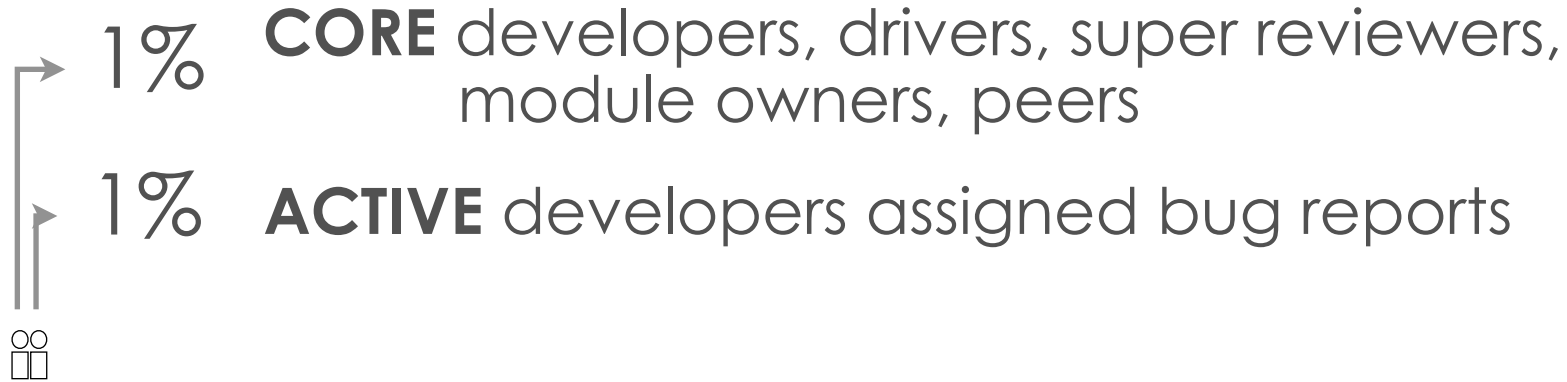 1% CORE developers, drivers, super reviewers,
module owners, peers
1% ACTIVE developers assigned bug reports